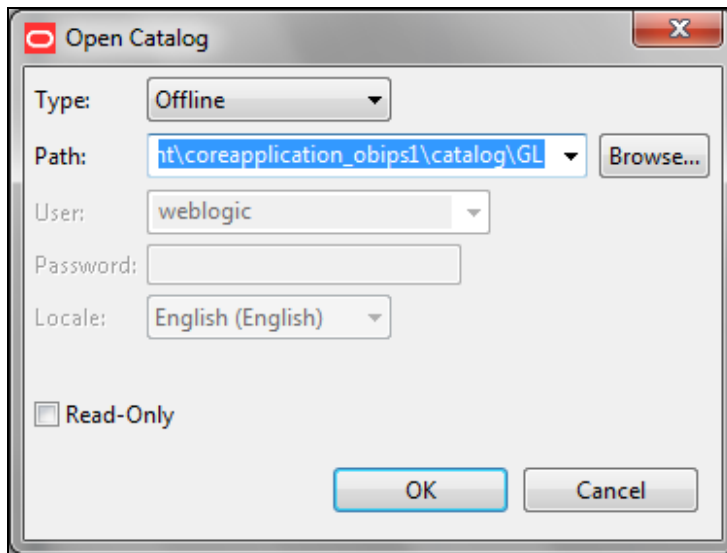 Open Catalog
Type: Offline
Path: nt\coreapplication_obips1\catalog\GL Browse...
User: weblogic
Password:
Locale: English (English)
Read-Only
OK Cancel